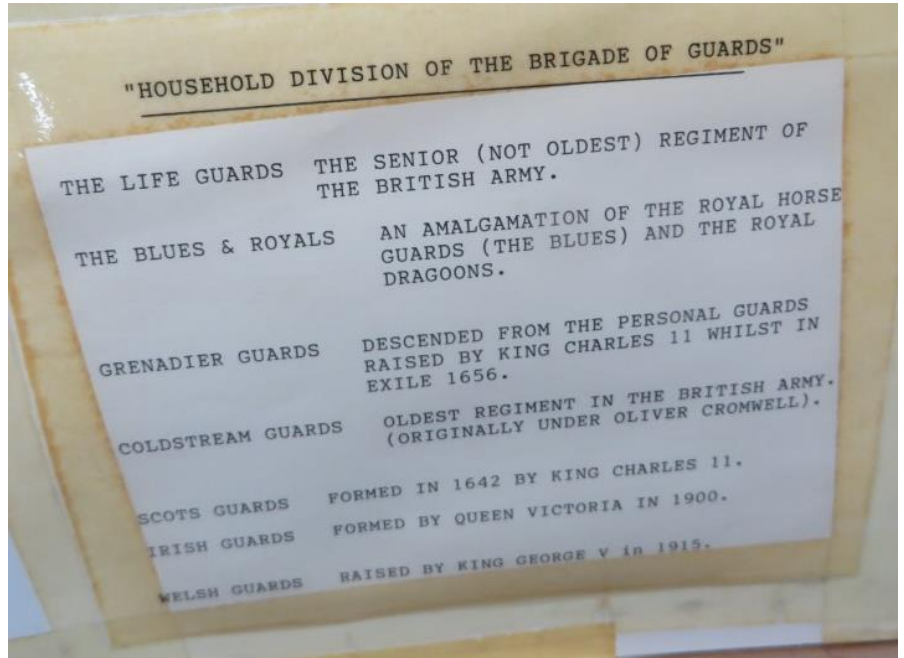 "HOUSEHOLD DIVISION OF THE BRIGADE OF GUARDS"
THE LIFE GUARDS THE SENIOR (NOT OLDEST) REGIMENT OF
THE BRITISH ARMY.
THE BLUES & ROYALS AN AMALGAMATION OF THE ROYAL HORSE
GUARDS (THE BLUES) AND THE ROYAL
DRAGOONS.
GRENADIER GUARDS DESCENDED FROM THE PERSONAL GUARDS
RAISED BY KING CHARLES 11 WHILST IN
EXILE 1656.
COLDSTREAM GUARDS OLDEST REGIMENT IN THE BRITISH ARMY.
(ORIGINALLY UNDER OLIVER CROMWELL).
SCOTS GUARDS FORMED IN 1642 BY KING CHARLES 11.
IRISH GUARDS FORMED BY QUEEN VICTORIA IN 1900.
WELSH GUARDS RAISED BY KING GEORGE V in 1915.